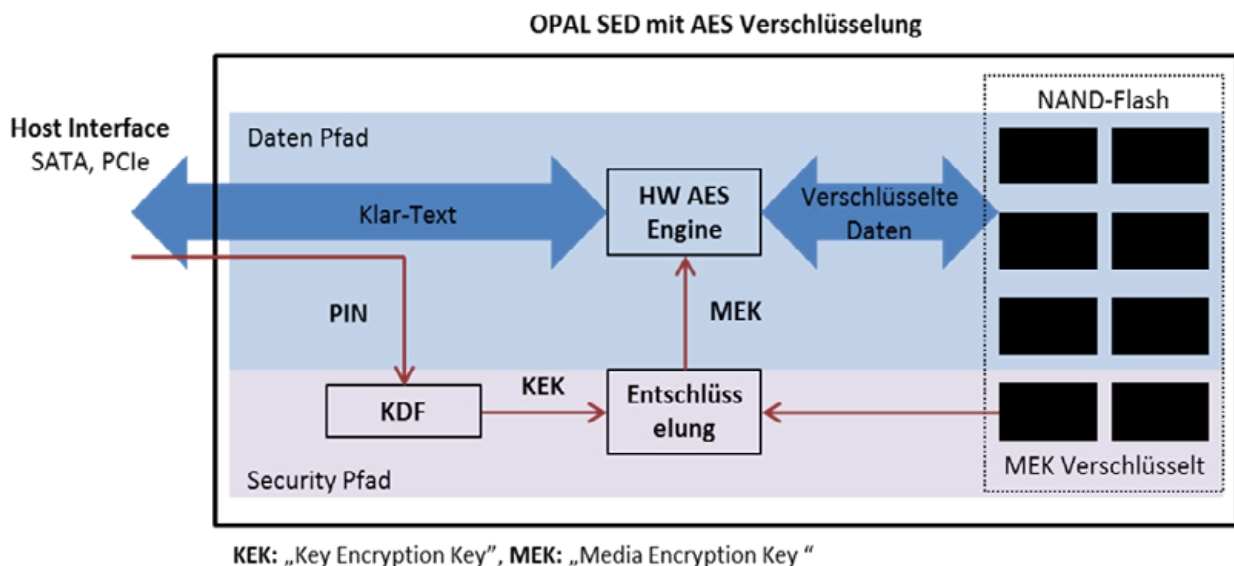 OPAL SED mit AES Verschlüsselung
NAND-Flash
Host Interface
SATA, PCIe
Daten Pfad
Klar-Text
HW AES
Engine
Verschlüsselte
Daten
PIN
MEK
KEK
KDF
Entschlüss
elung
MEK Verschlüsselt
Security Pfad
KEK: „Key Encryption Key”, MEK: „Media Encryption Key “